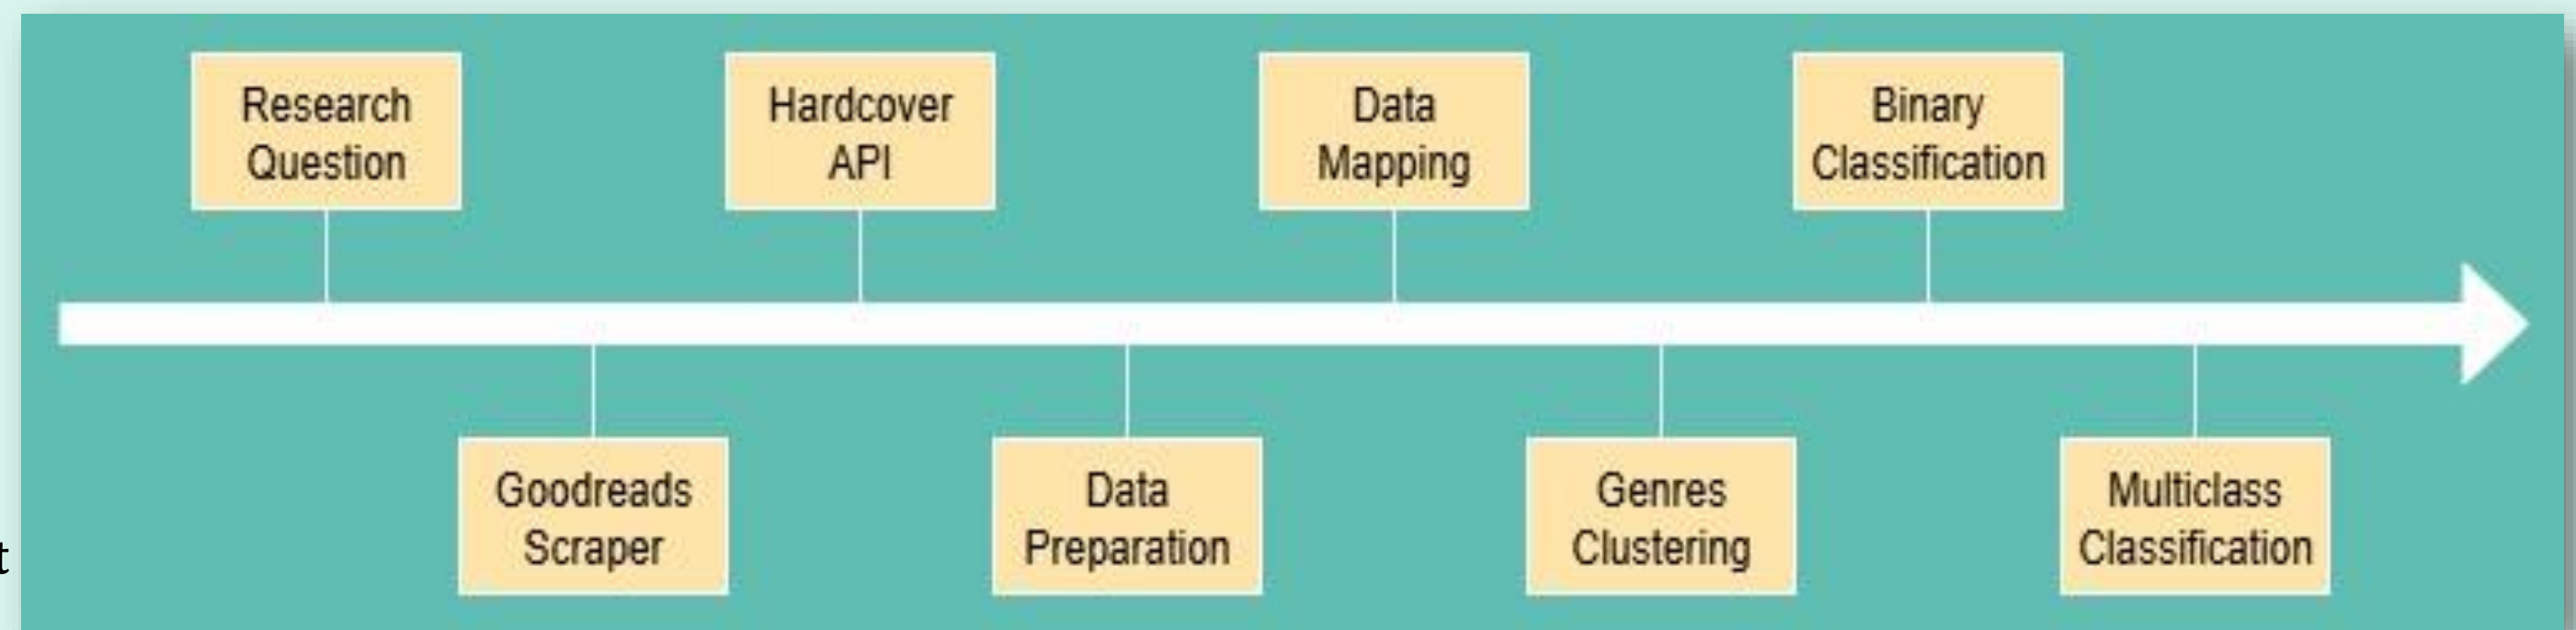 Research
Question
Goodreads
Scraper
Hardcover
API
Data
Preparation
Data
Mapping
Genres
Clustering
Binary
Classification
Multiclass
Classification
t